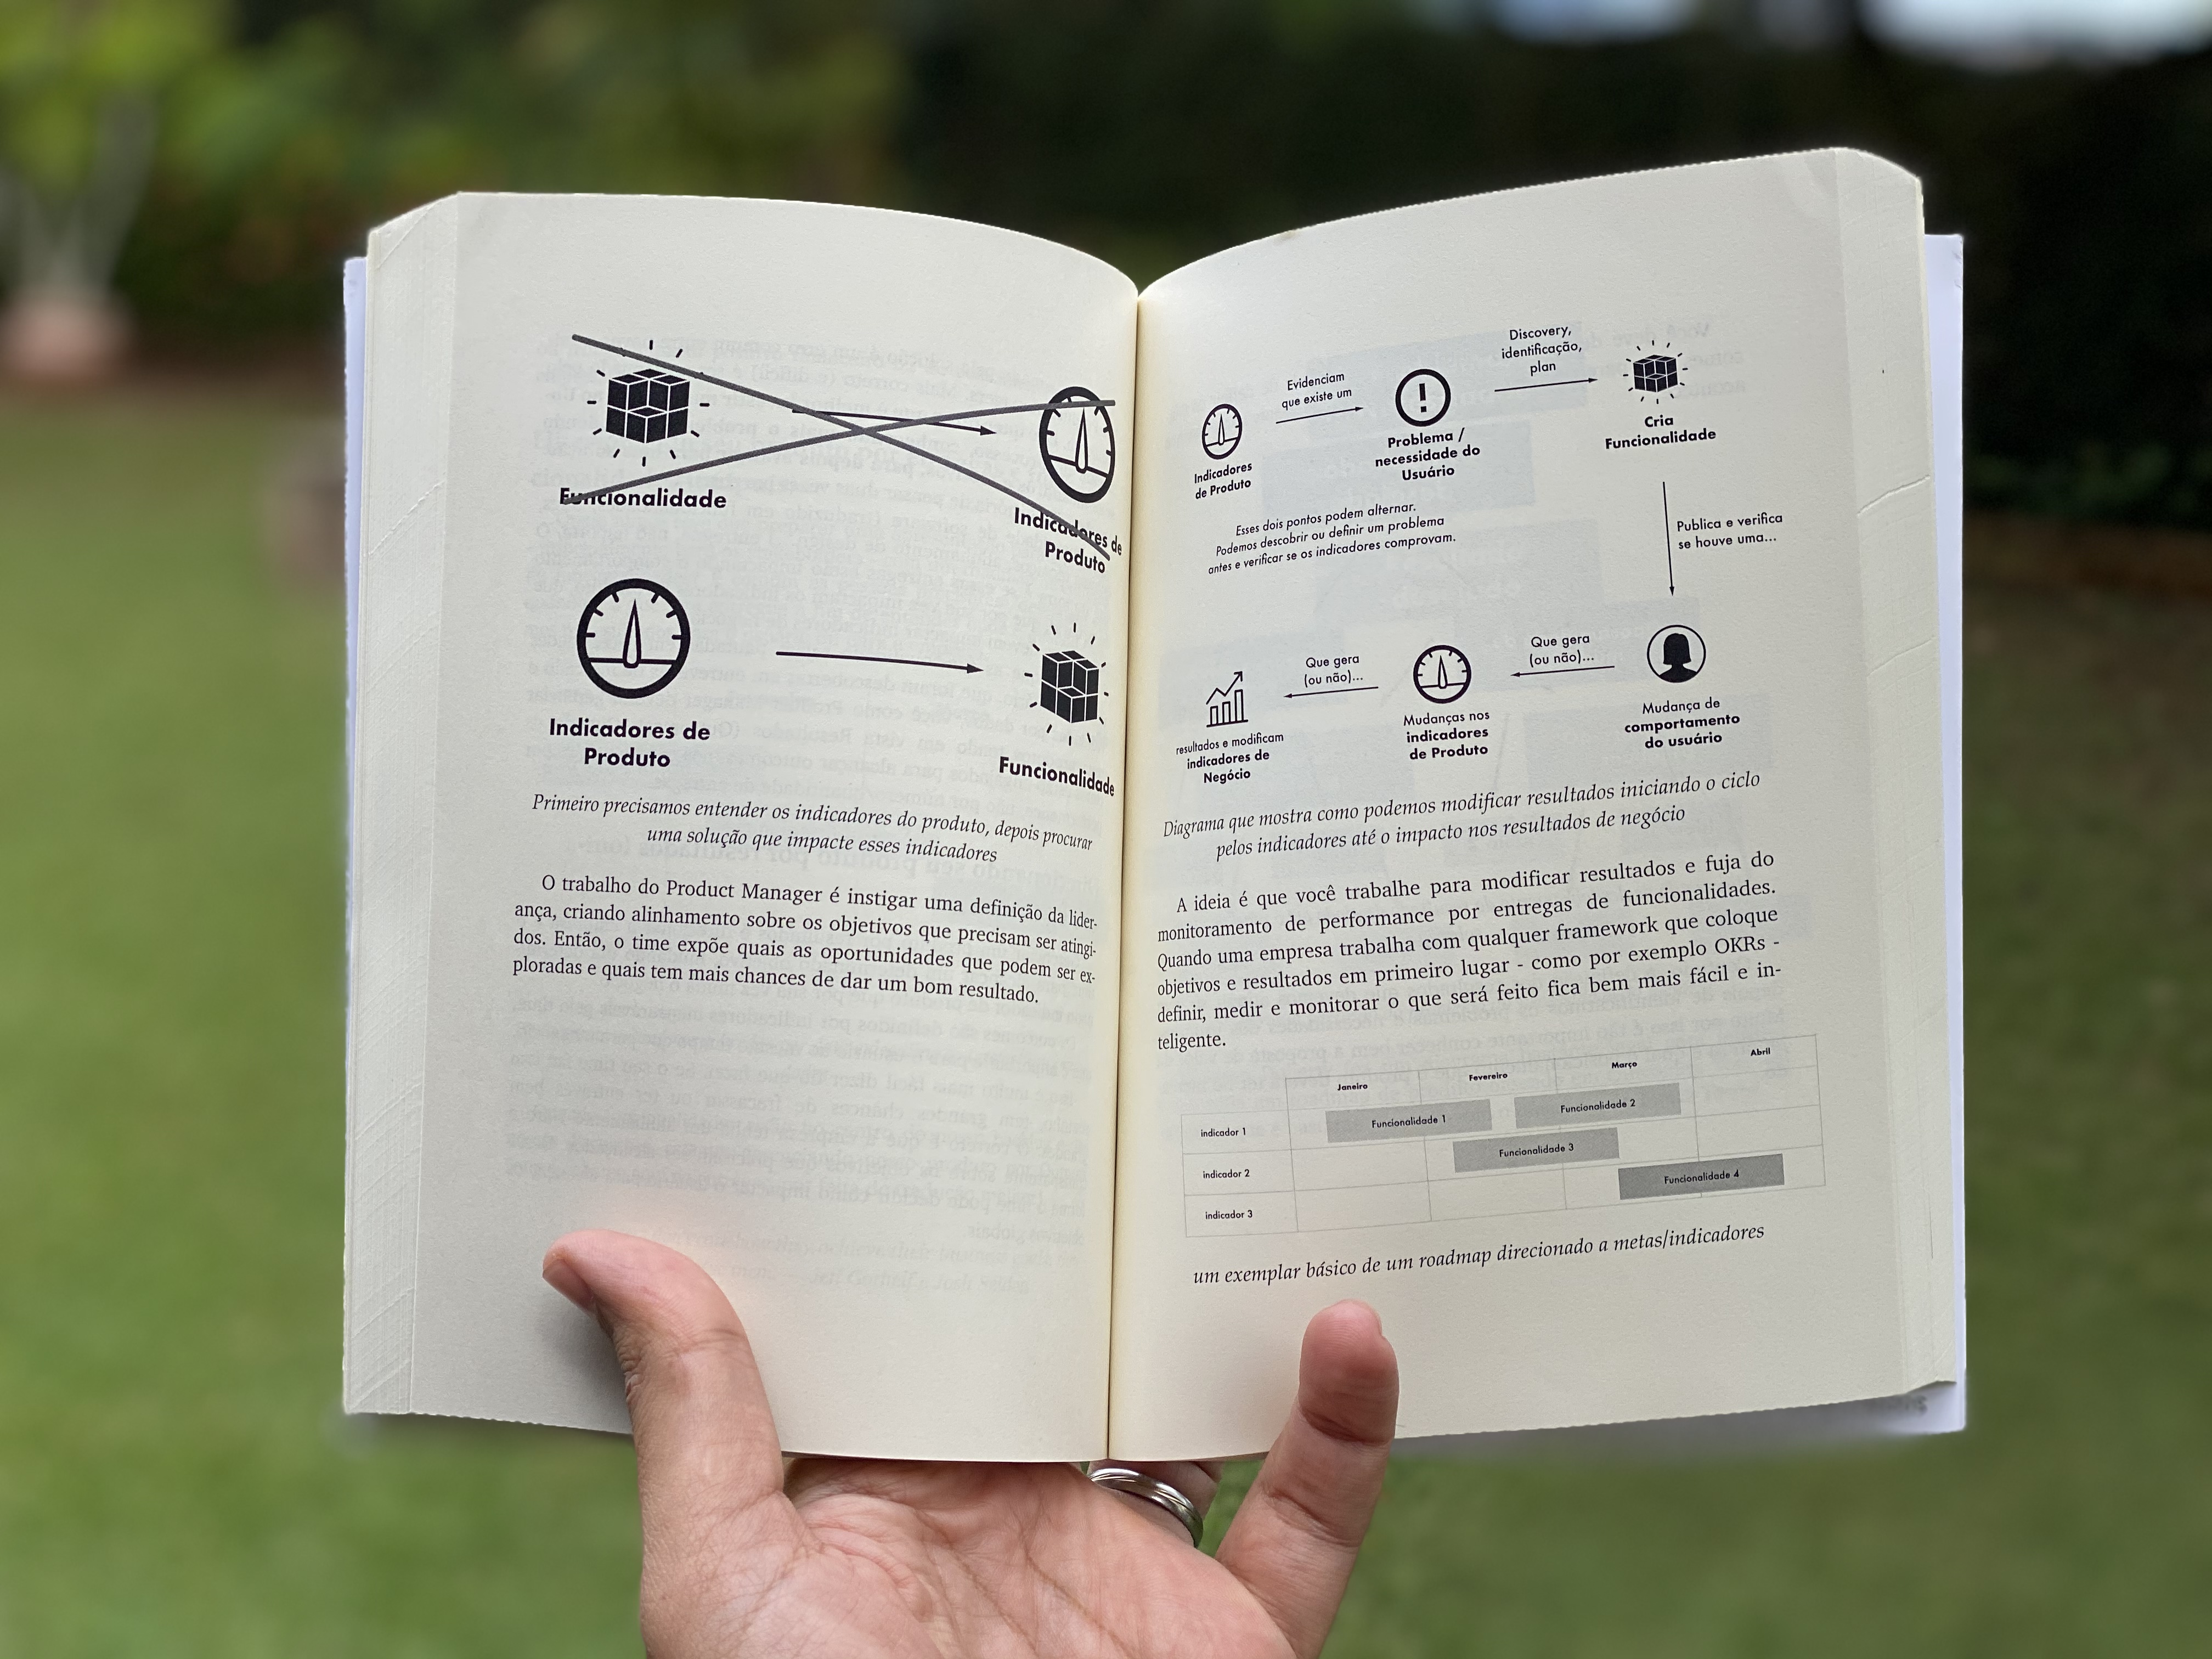 Funcionalidade
Indicadores de
Produto
Indicadores de
Produto
Funcionalidade
Primeiro precisamos entender os indicadores do produto, depois procurar
uma solução que impacte esses indicadores
O trabalho do Product Manager é instigar uma definição da lider-
ança, criando alinhamento sobre os objetivos que precisam ser atingi-
dos. Então, o time expõe quais as oportunidades que podem ser ex-
ploradas e quais tem mais chances de dar um bom resultado.
Indicadores
de Produto
Evidenciam
que existe um
Problema /
necessidade do
Usuário
Discovery,
identificação,
plan
Cria
Funcionalidade
Esses dois pontos podem alternar.
Podemos descobrir ou definir um problema
antes e verificar se os indicadores comprovam.
Publica e verifica
se houve uma...
Mudança de
comportamento
do usuário
Que gera
(ou não)...
Mudanças nos
indicadores
de Produto
Que gera
(ou não)...
resultados e modificam
indicadores de
Negócio
Diagrama que mostra como podemos modificar resultados iniciando o ciclo
pelos indicadores até o impacto nos resultados de negócio
A ideia é que você trabalhe para modificar resultados e fuja do
monitoramento de performance por entregas de funcionalidades.
Quando uma empresa trabalha com qualquer framework que coloque
objetivos e resultados em primeiro lugar - como por exemplo OKRs -
definir, medir e monitorar o que será feito fica bem mais fácil e in-
teligente.
Janeiro Fevereiro Março Abril
indicador 1 Funcionalidade 1 Funcionalidade 2
indicador 2 Funcionalidade 3
indicador 3 Funcionalidade 4
um exemplar básico de um roadmap direcionado a metas/indicadores